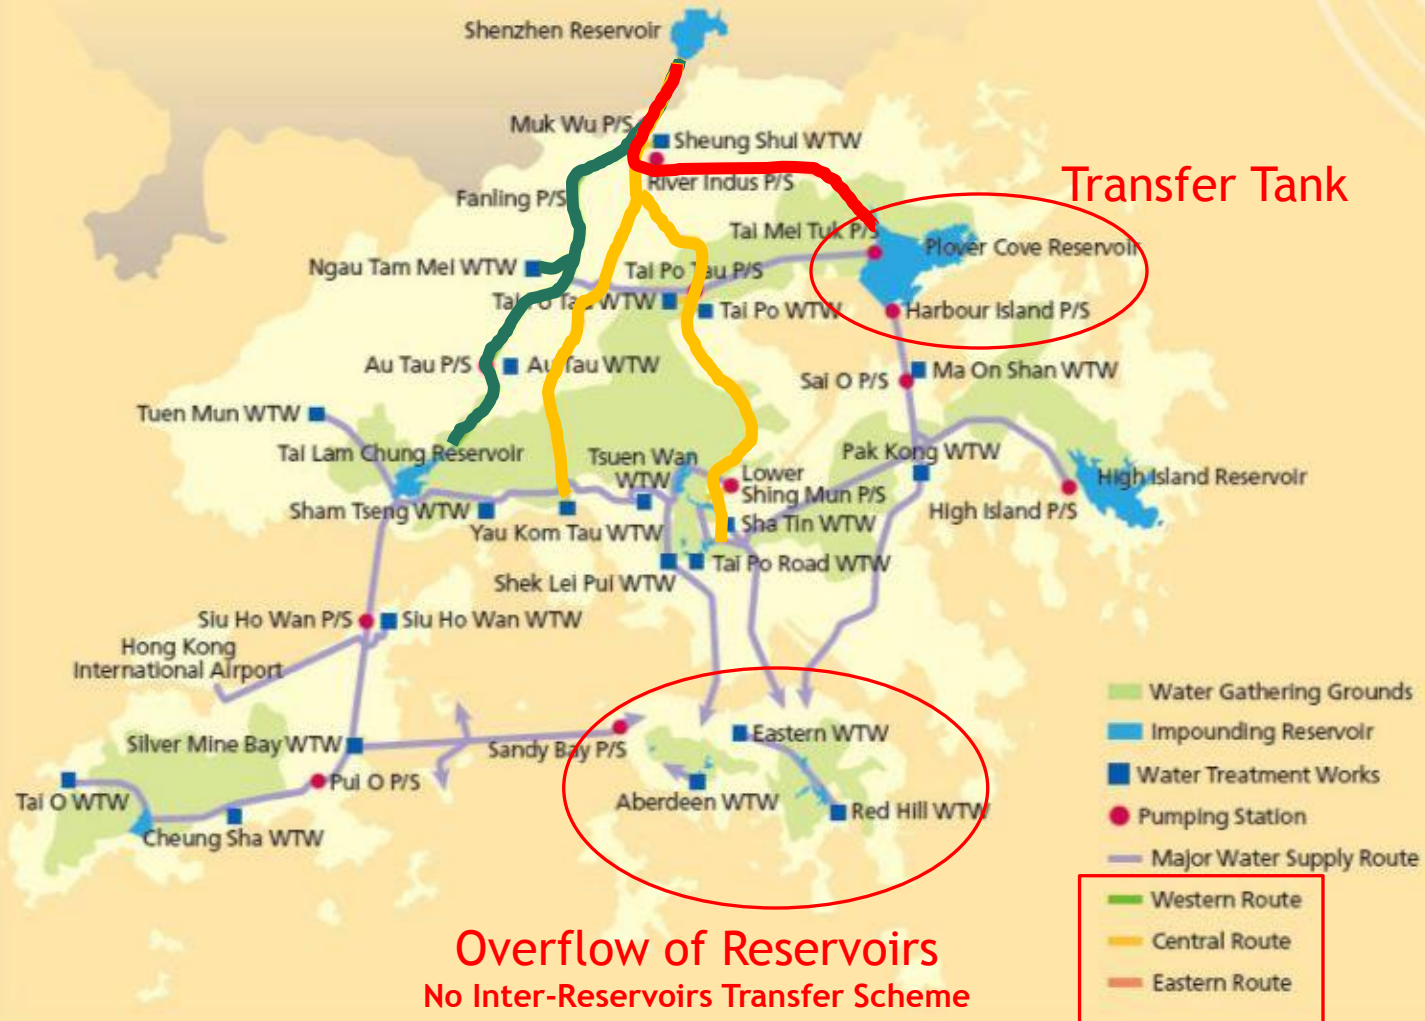 Shenzhen Reservoir
Muk Wu P/S
Sheung Shui WTW
River Indus P/S
Transfer Tank
Fanling P/S
Tai Mei Tuk P/S
Plover Cove Reservoir
Ngau Tam Mei WTW
Tai Po Tau P/S
Tai Po Tau WTW
Tai Po WTW
Harbour Island P/S
Au Tau P/S
Au Tau WTW
Sai O P/S
Ma On Shan WTW
Tuen Mun WTW
Tai Lam Chung Reservoir
Tsuen Wan
WTW
Pak Kong WTW
Lower
Shing Mun P/S
High Island Reservoir
Sham Tseng WTW
High Island P/S
Yau Kom Tau WTW
Sha Tin WTW
Tai Po Road WTW
Shek Lei Pui WTW
Siu Ho Wan P/S
Siu Ho Wan WTW
Hong Kong
International Airport
Silver Mine Bay WTW
Sandy Bay P/S
Eastern WTW
Pui O P/S
Tai O WTW
Aberdeen WTW
Red Hill WTW
Cheung Sha WTW
Water Gathering Grounds
Impounding Reservoir
Water Treatment Works
Pumping Station
Major Water Supply Route
Western Route
Central Route
Eastern Route
Overflow of Reservoirs
No Inter-Reservoirs Transfer Scheme